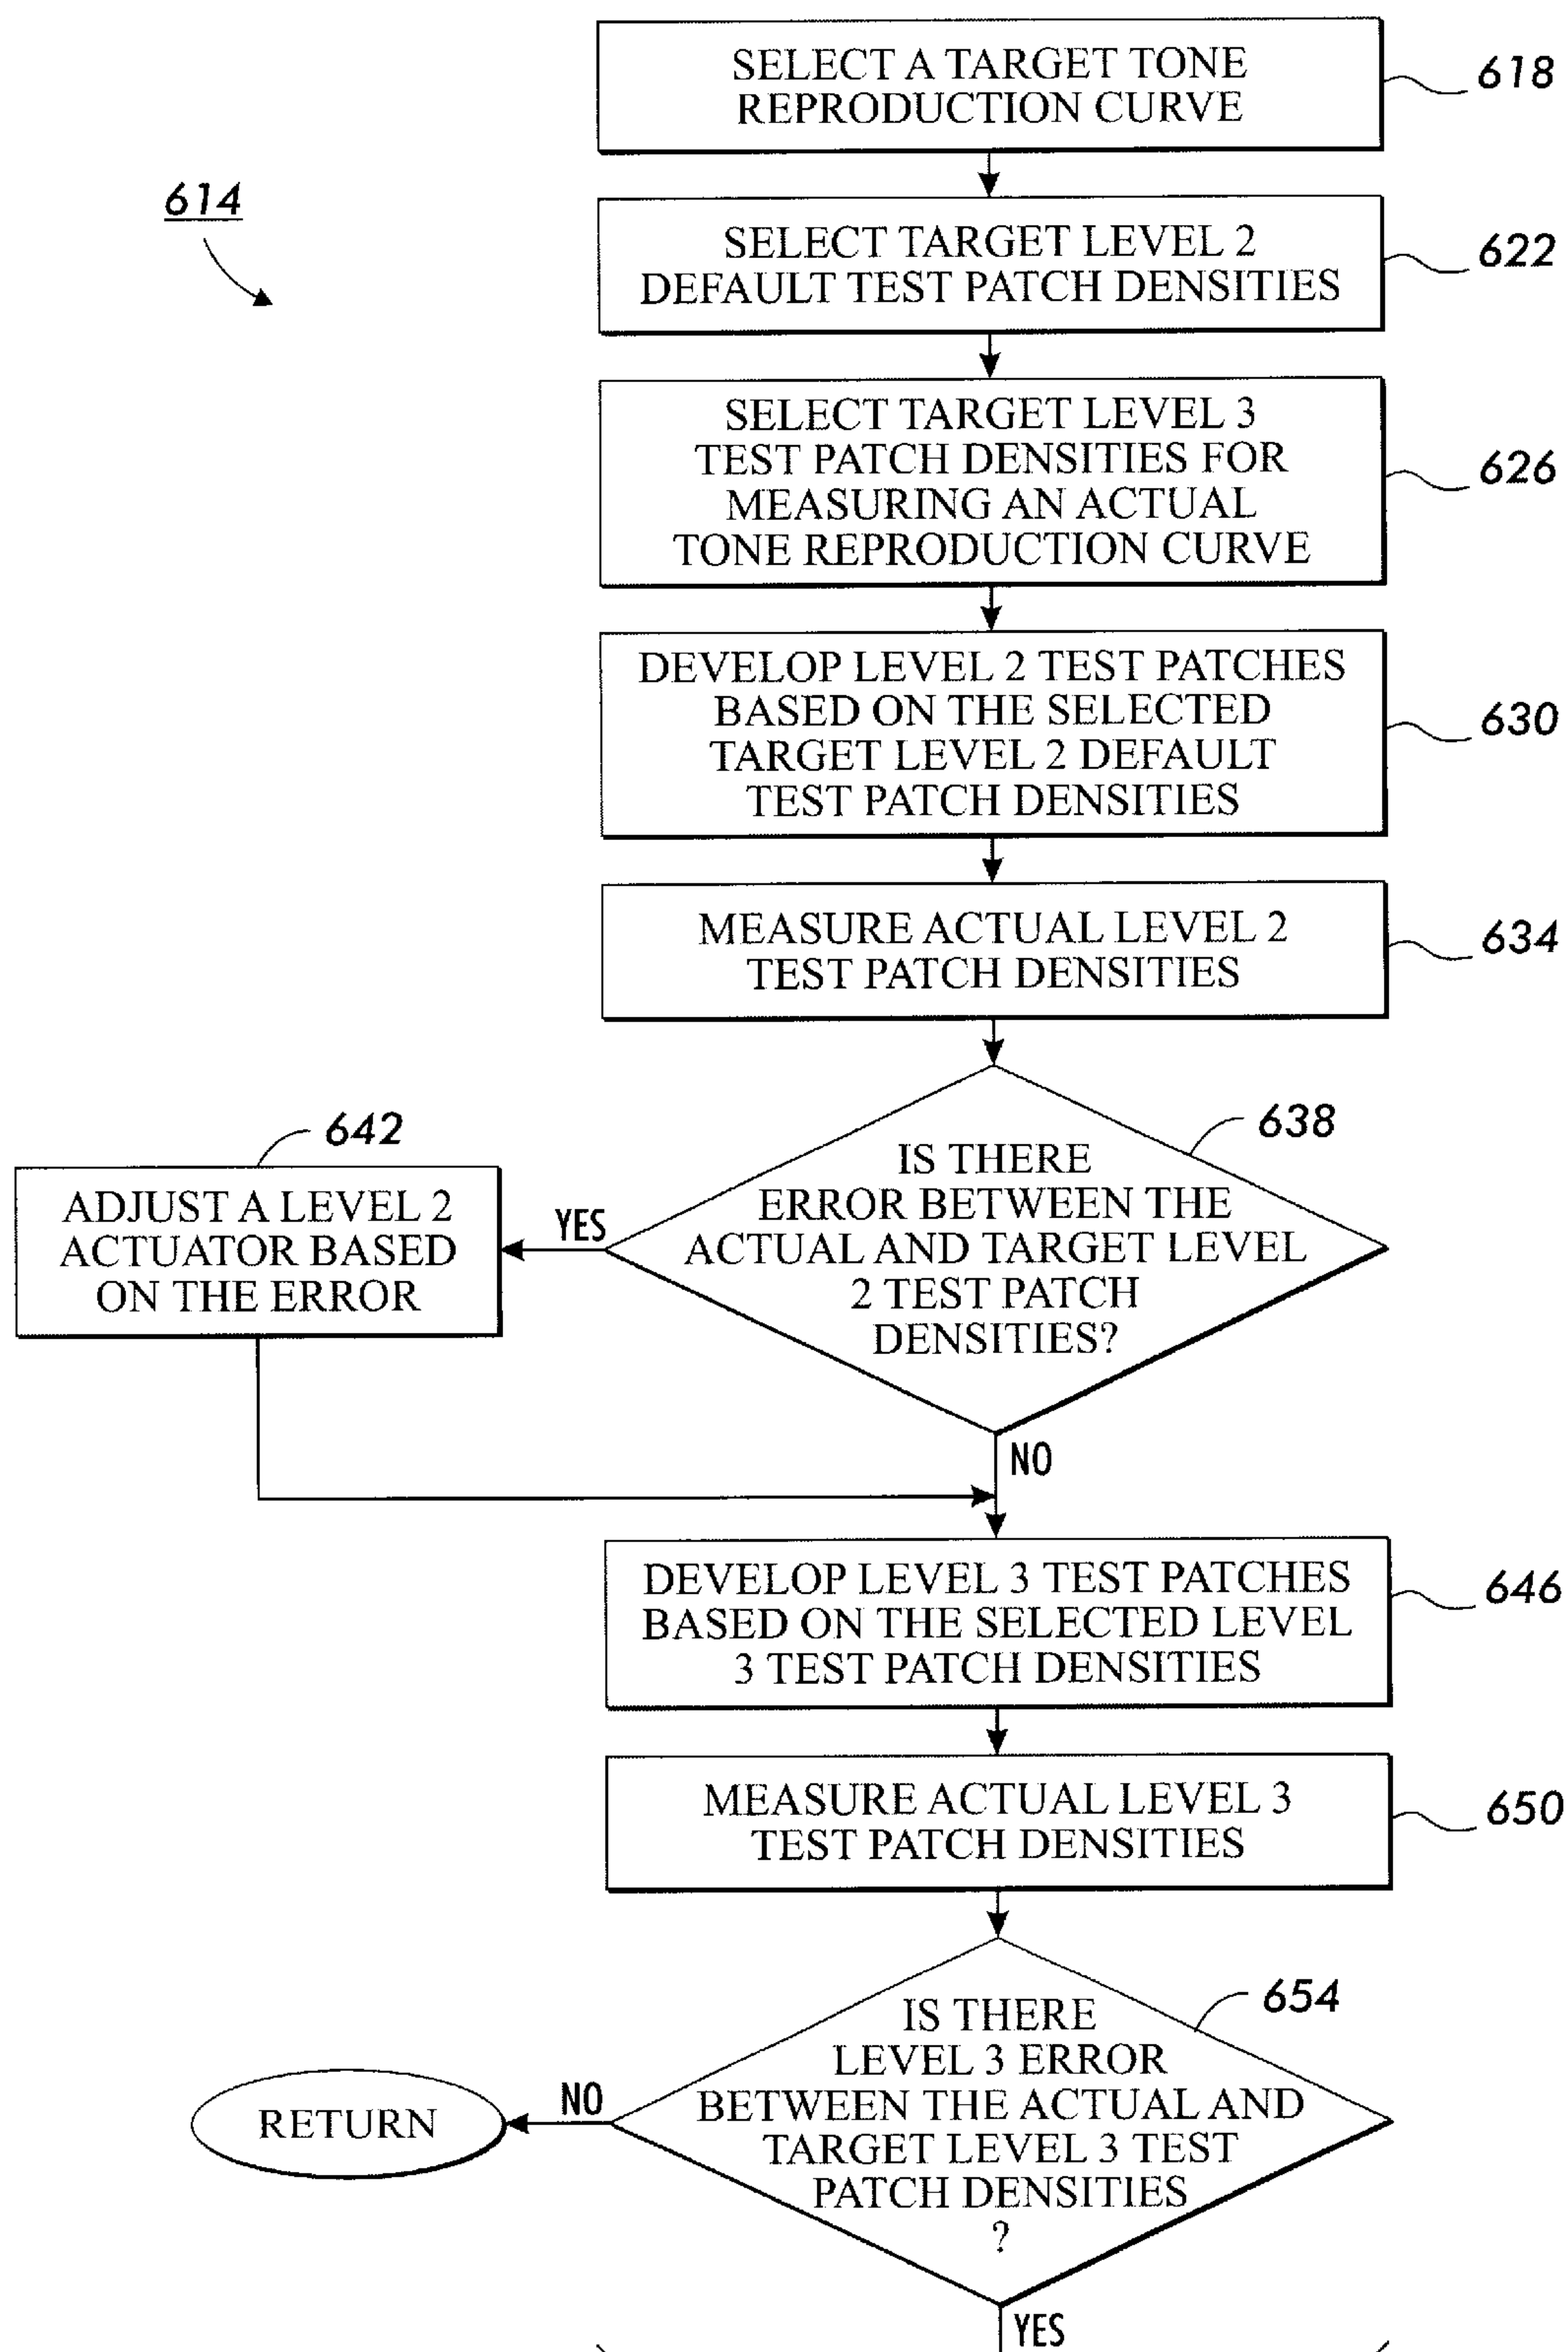 SELECT A TARGET TONE
REPRODUCTION CURVE
618
614
SELECT TARGET LEVEL 2
DEFAULT TEST PATCH DENSITIES
622
SELECT TARGET LEVEL 3
TEST PATCH DENSITIES FOR
MEASURING AN ACTUAL
TONE REPRODUCTION CURVE
626
DEVELOP LEVEL 2 TEST PATCHES
BASED ON THE SELECTED
TARGET LEVEL 2 DEFAULT
TEST PATCH DENSITIES
630
MEASURE ACTUAL LEVEL 2
TEST PATCH DENSITIES
634
IS THERE
ERROR BETWEEN THE
ACTUAL AND TARGET LEVEL
2 TEST PATCH
DENSITIES?
638
YES
642
ADJUST A LEVEL 2
ACTUATOR BASED
ON THE ERROR
NO
DEVELOP LEVEL 3 TEST PATCHES
BASED ON THE SELECTED LEVEL
3 TEST PATCH DENSITIES
646
MEASURE ACTUAL LEVEL 3
TEST PATCH DENSITIES
650
IS THERE
LEVEL 3 ERROR
BETWEEN THE ACTUAL AND
TARGET LEVEL 3 TEST
PATCH DENSITIES
?
654
NO
RETURN
YES